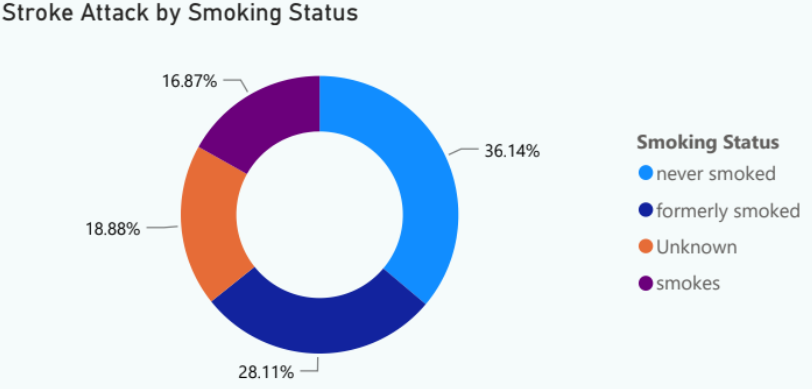 Stroke Attack by Smoking Status
16.87%
36.14%
18.88%
28.11%
Smoking Status
never smoked
formerly smoked
Unknown
smokes